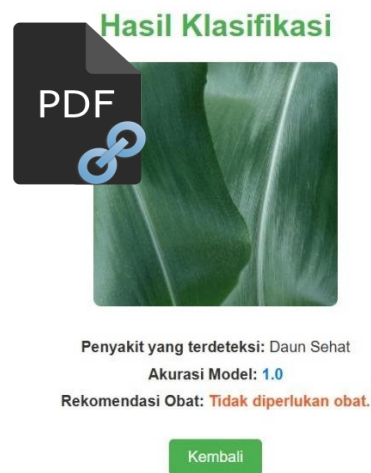 Hasil Klasifikasi
PDF
Penyakit yang terdeteksi: Daun Sehat
Akurasi Model: 1.0
Rekomendasi Obat: Tidak diperlukan obat.
Kembali